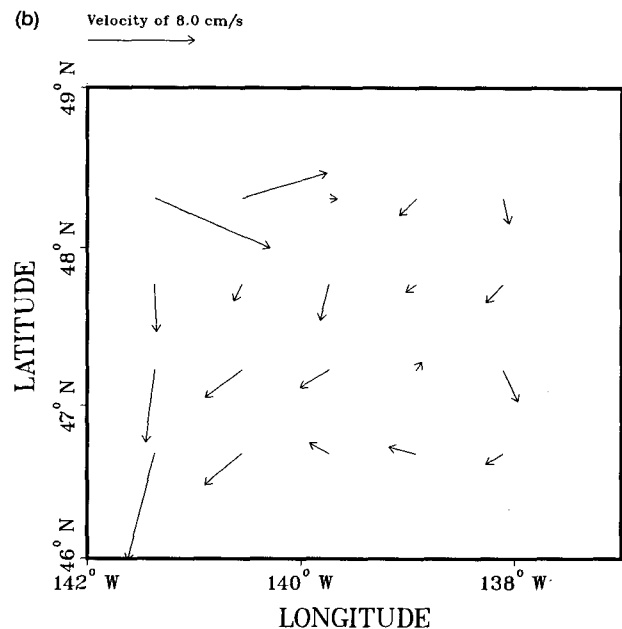 (b)
Velocity of 8.0 cm/s
49° N
48° N
47° N
46° N
LATITUDE
142° W
140° W
138° W
LONGITUDE